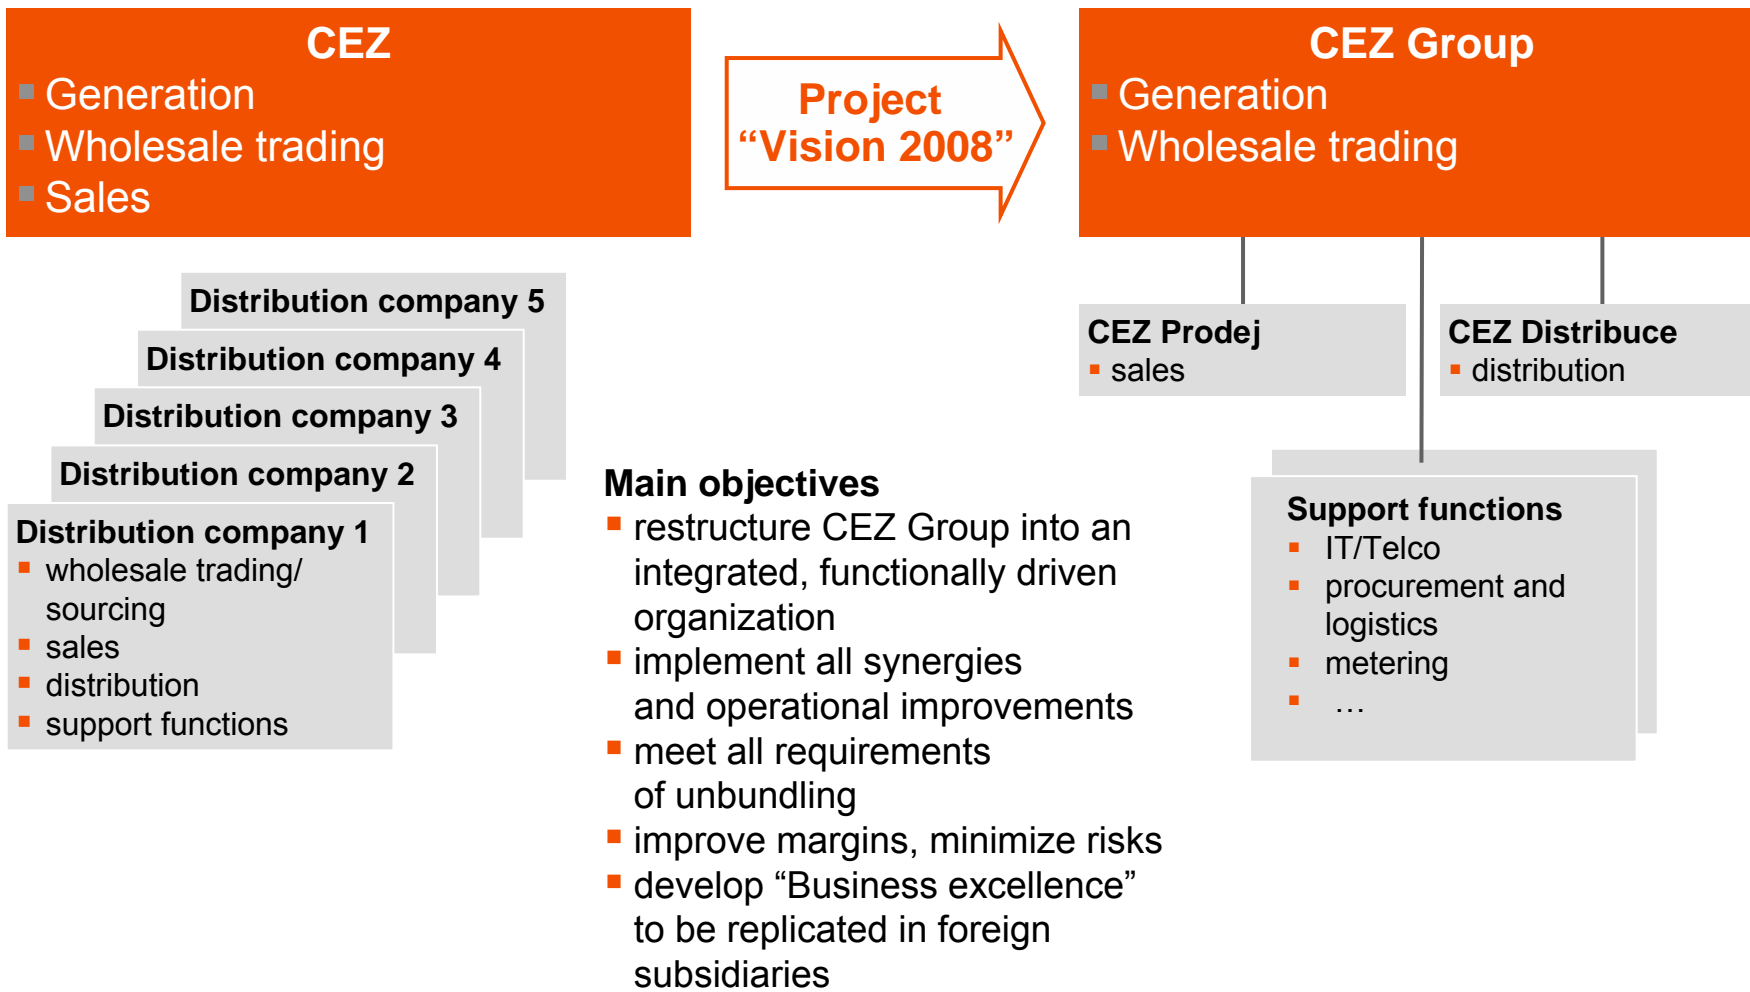 CEZ
Generation
Wholesale trading
Sales
Project
“Vision 2008”
CEZ Group
Generation
Wholesale trading
Distribution company 5
Distribution company 4
Distribution company 3
Distribution company 2
Distribution company 1
wholesale trading/
sourcing
sales
distribution
support functions
Main objectives
restructure CEZ Group into an
integrated, functionally driven
organization
implement all synergies
and operational improvements
meet all requirements
of unbundling
improve margins, minimize risks
develop “Business excellence”
to be replicated in foreign
subsidiaries
CEZ Prodej
sales
CEZ Distribuce
distribution
Support functions
IT/Telco
procurement and
logistics
metering
…